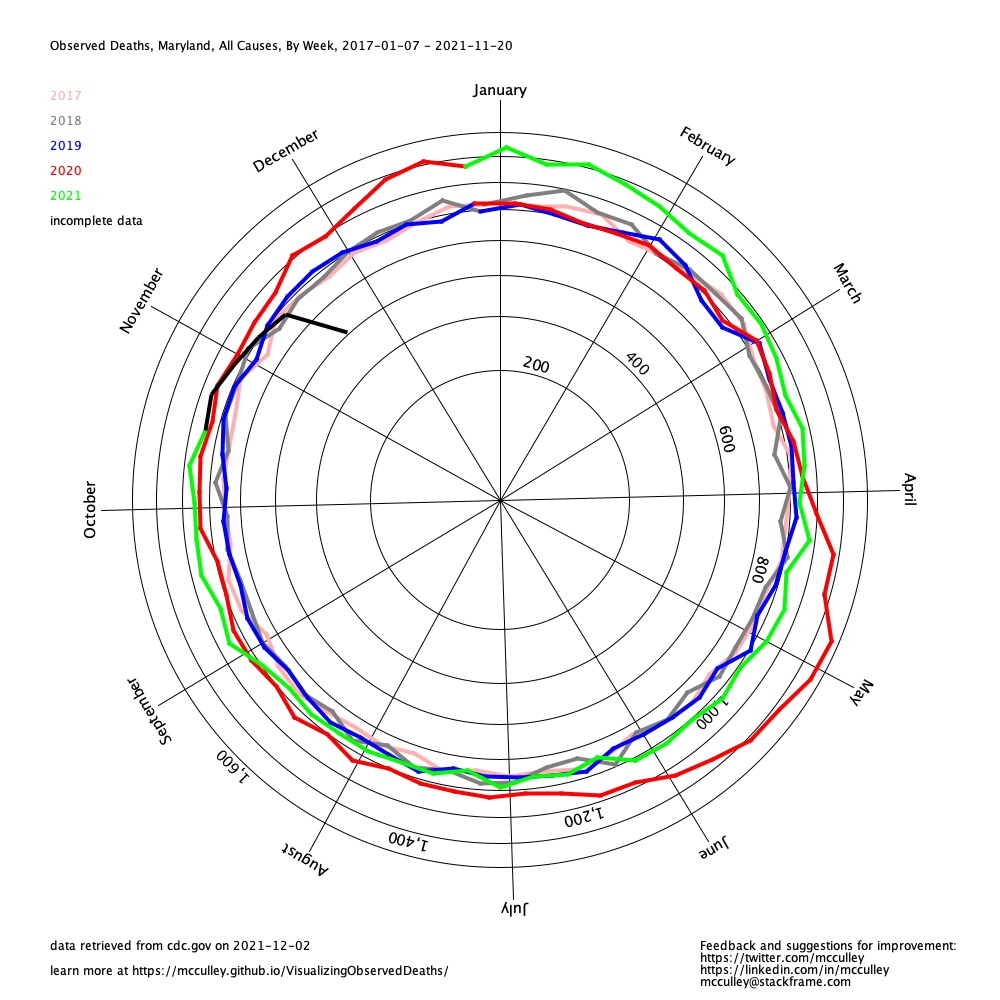 Observed Deaths, Maryland, All Causes, By Week, 2017-01-07 - 2021-11-20
2017
2018
2019
2020
2021
incomplete data
January
February
March
April
May
June
July
August
September
October
November
December
200
400
600
800
1,000
1,200
1,400
1,600
data retrieved from cdc.gov on 2021-12-02
learn more at https://mcculley.github.io/VisualizingObservedDeaths/
Feedback and suggestions for improvement:
https://twitter.com/mcculley
https://linkedin.com/in/mcculley
mcculley@stackframe.com